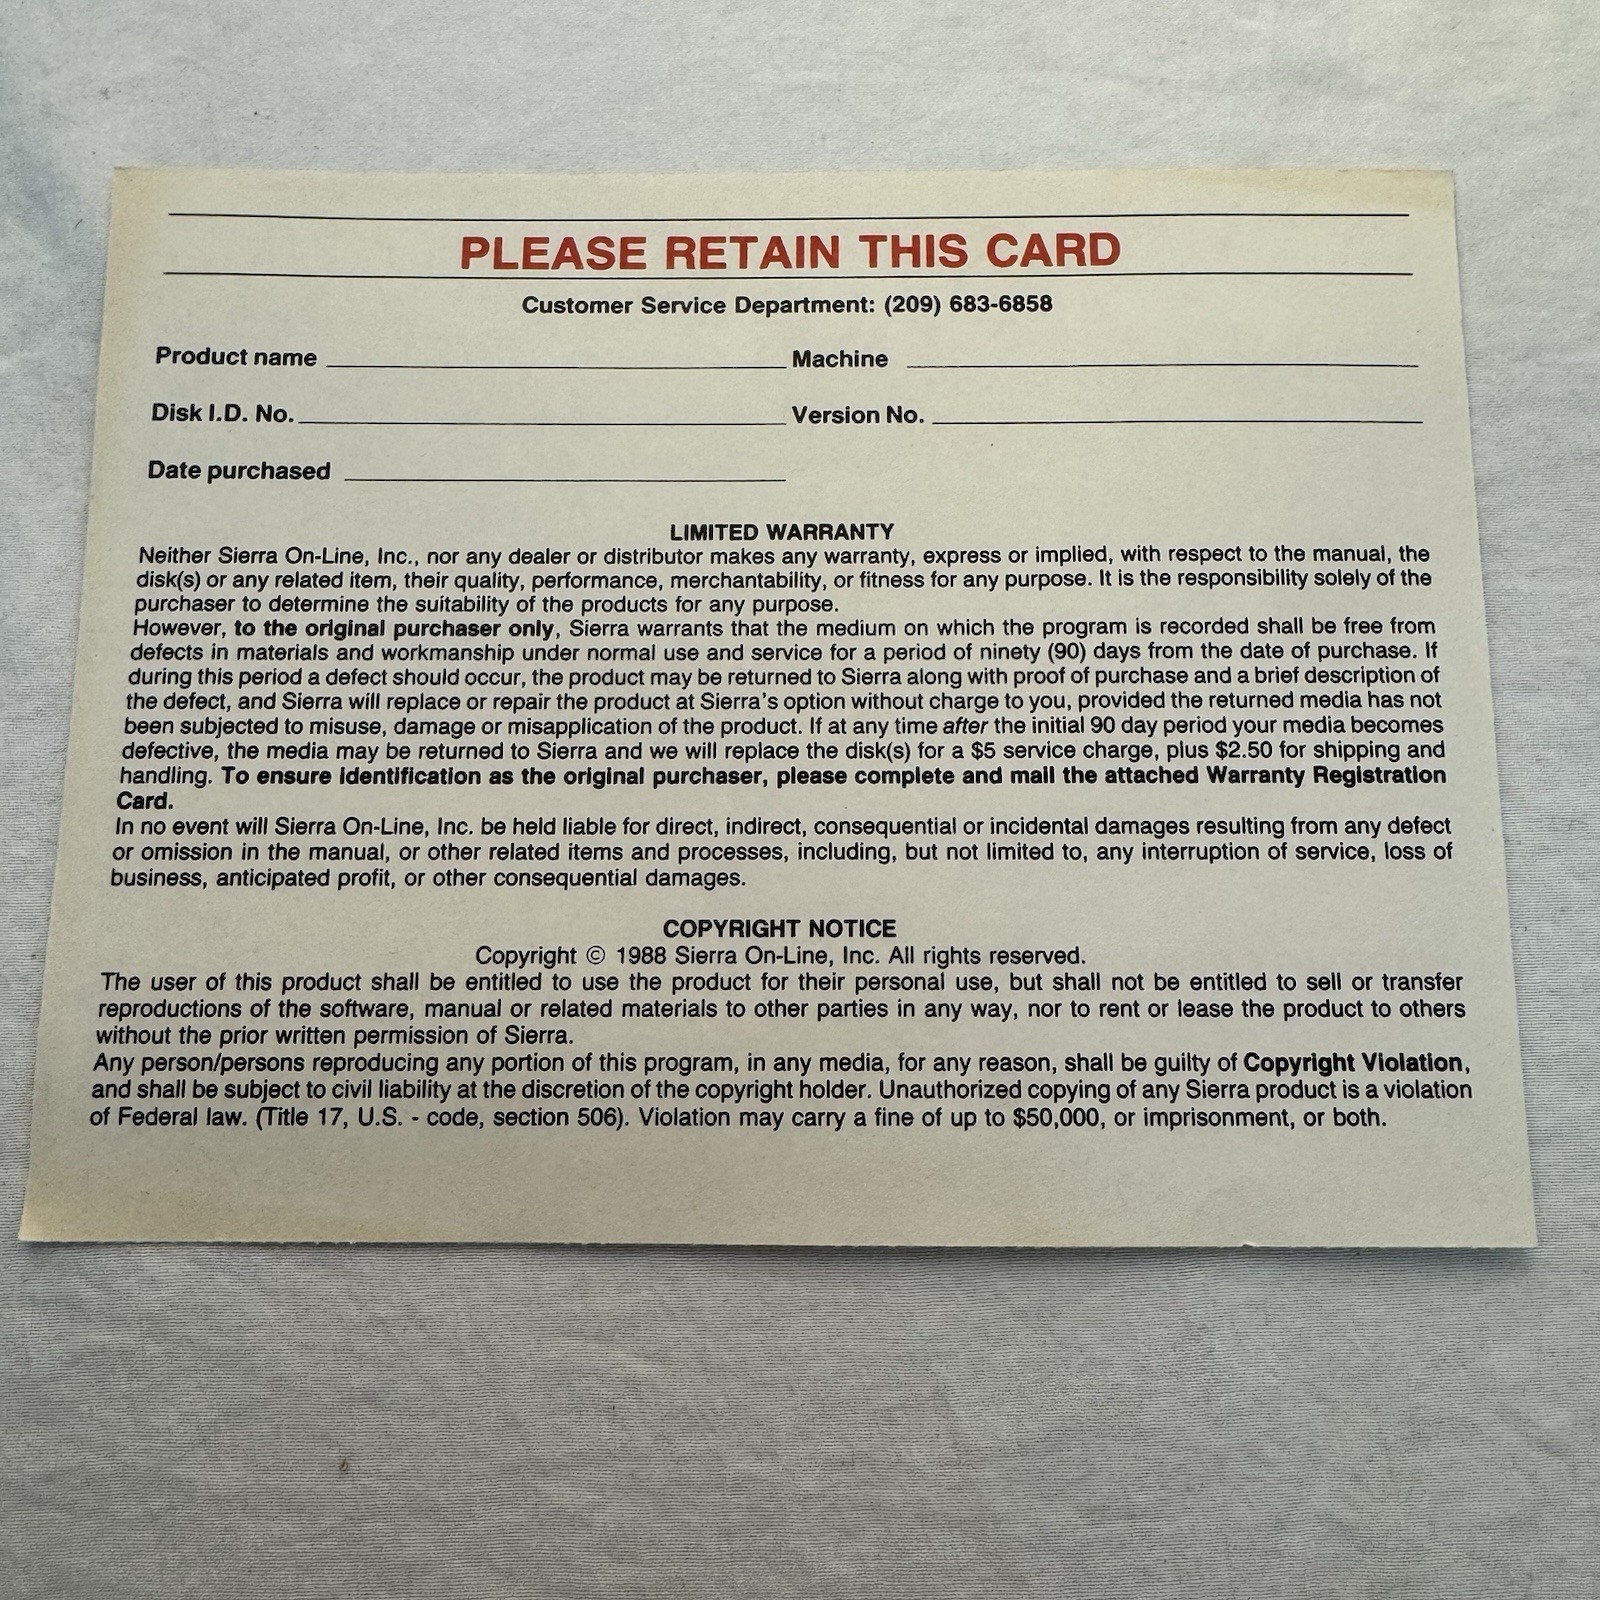 PLEASE RETAIN THIS CARD
Customer Service Department: (209) 683-6858
Product name Machine
Disk I.D. No. Version No.
Date purchased
LIMITED WARRANTY
Neither Sierra On-Line, Inc., nor any dealer or distributor makes any warranty, express or implied, with respect to the manual, the
disk(s) or any related item, their quality, performance, merchantability, or fitness for any purpose. It is the responsibility solely of the
purchaser to determine the suitability of the products for any purpose.
However, to the original purchaser only, Sierra warrants that the medium on which the program is recorded shall be free from
defects in materials and workmanship under normal use and service for a period of ninety (90) days from the date of purchase. If
during this period a defect should occur, the product may be returned to Sierra along with proof of purchase and a brief description of
the defect, and Sierra will replace or repair the product at Sierra's option without charge to you, provided the returned media has not
been subjected to misuse, damage or misapplication of the product. If at any time after the initial 90 day period your media becomes
defective, the media may be returned to Sierra and we will replace the disk(s) for a $5 service charge, plus $2.50 for shipping and
handling. To ensure identification as the original purchaser, please complete and mail the attached Warranty Registration
Card.
In no event will Sierra On-Line, Inc. be held liable for direct, indirect, consequential or incidental damages resulting from any defect
or omission in the manual, or other related items and processes, including, but not limited to, any interruption of service, loss of
business, anticipated profit, or other consequential damages.
COPYRIGHT NOTICE
Copyright © 1988 Sierra On-Line, Inc. All rights reserved.
The user of this product shall be entitled to use the product for their personal use, but shall not be entitled to sell or transfer
reproductions of the software, manual or related materials to other parties in any way, nor to rent or lease the product to others
without the prior written permission of Sierra.
Any person/persons reproducing any portion of this program, in any media, for any reason, shall be guilty of Copyright Violation,
and shall be subject to civil liability at the discretion of the copyright holder. Unauthorized copying of any Sierra product is a violation
of Federal law. (Title 17, U.S. - code, section 506). Violation may carry a fine of up to $50,000, or imprisonment, or both.